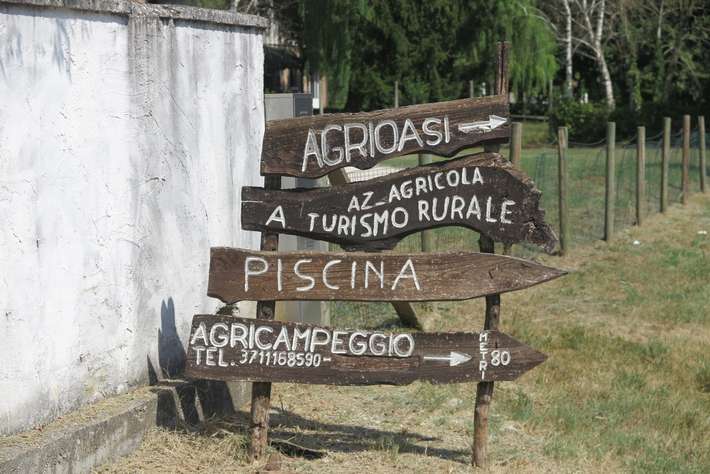 AGRIOASI
AZ_AGRICOLA
A TURISMO RURALE
PISCINA
AGRICAMPEGGIO
TEL. 3711168590-
METRI 80